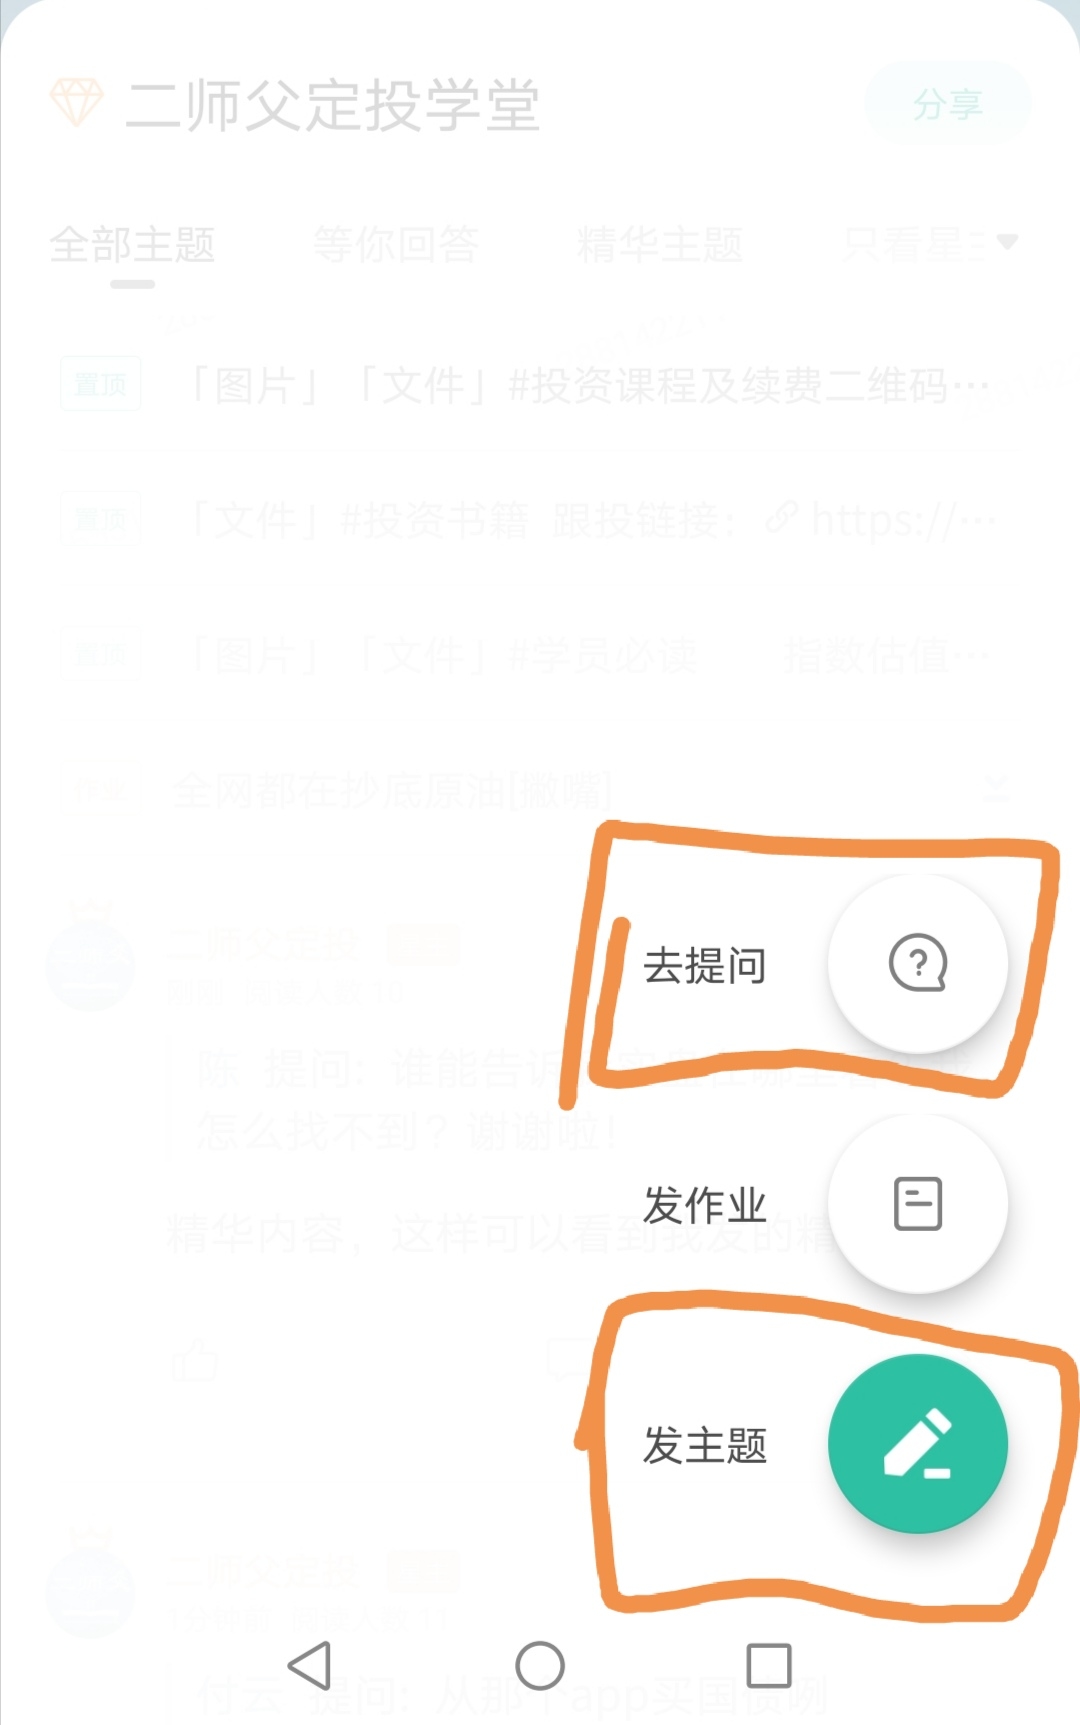 二师父定投学堂
分享
全部主题 等你回答 精华主题 只看星主
置顶 「图片」「文件」#投资课程及续费二维码…
置顶 「文件」#投资书籍 跟投链接： https://…
置顶 「图片」「文件」#学员必读 指数估值…
作业 全网都在抄底原油[撇嘴]
二师父定投
陈 提问：谁能告诉
怎么找不到？谢谢啦！
精华内容，这样可以看到我发的精
去提问
发作业
发主题
二师父定投
付云 提问：从那个app买国债咧